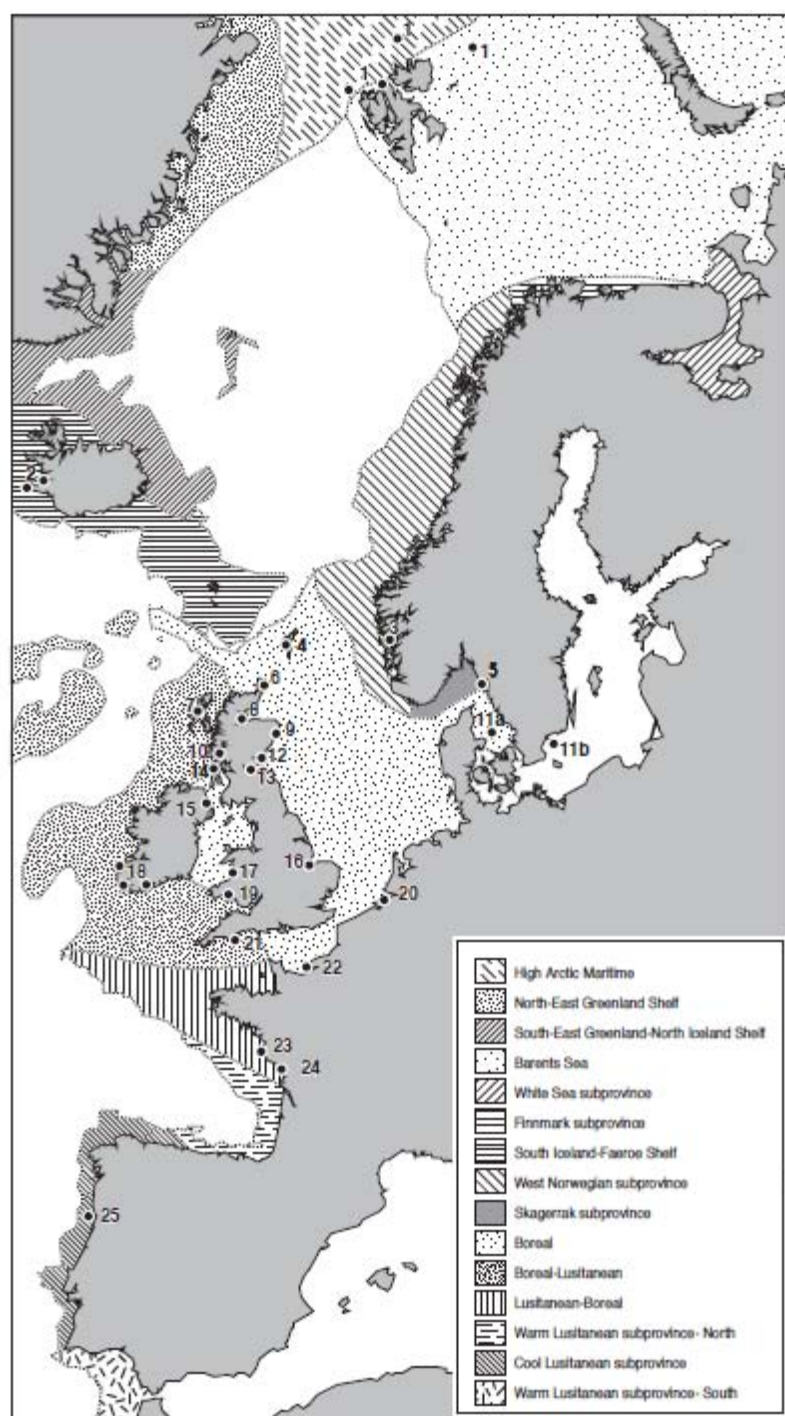 1
1
1
2
3
4
5
6
7
8
9
11a
11b
10
12
13
14
15
16
17
18
19
20
21
22
23
24
25
High Arctic Maritime
North-East Greenland Shelf
South-East Greenland-North Iceland Shelf
Barents Sea
White Sea subprovince
Finnmark subprovince
South Iceland-Faeroe Shelf
West Norwegian subprovince
Skagerrak subprovince
Boreal
Boreal-Lusitanean
Lusitanean-Boreal
Warm Lusitanean subprovince- North
Cool Lusitanean subprovince
Warm Lusitanean subprovince- South